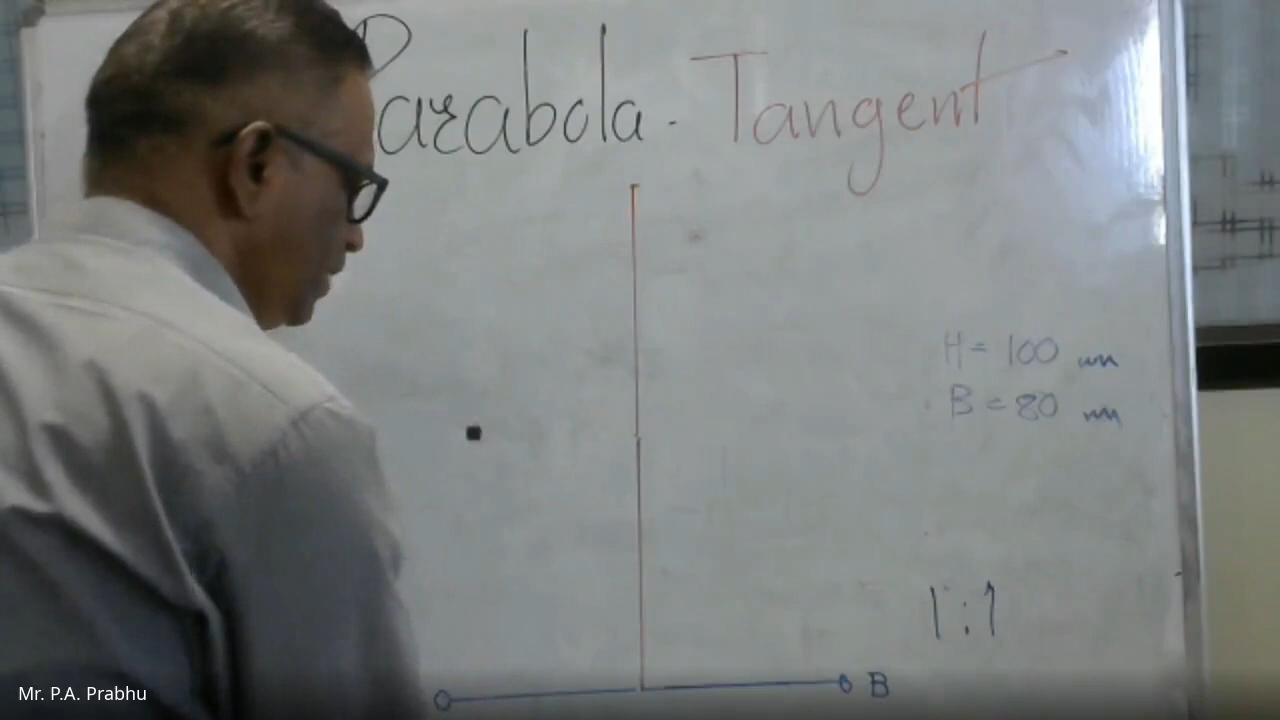 Parabola - Tangent
H = 100 mm
B = 80 mm
1:1
B
Mr. P.A. Prabhu